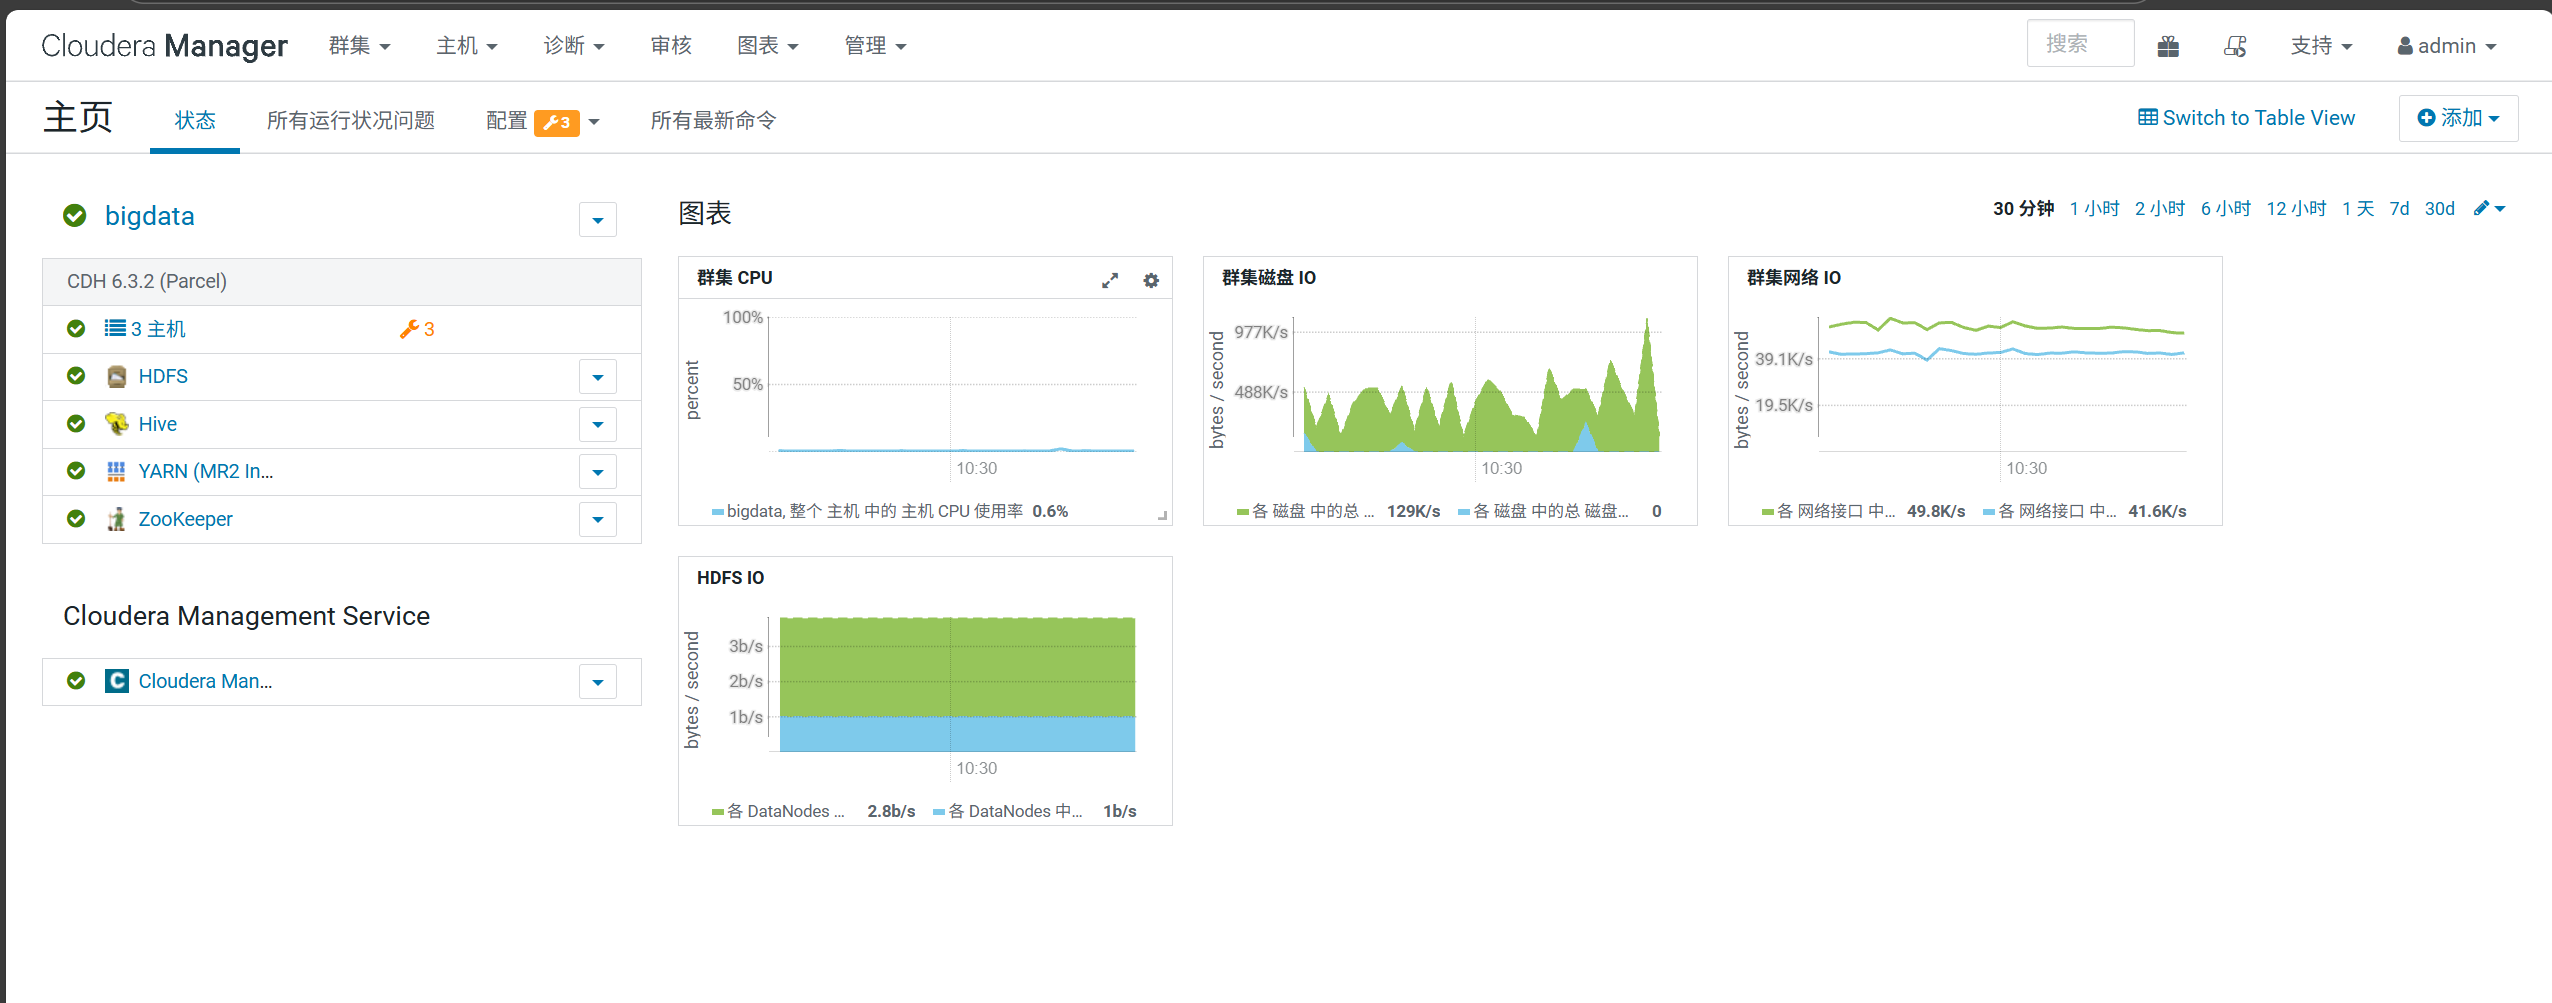 Cloudera Manager 群集 主机 诊断 审核 图表 管理 搜索 支持 admin
主页 状态 所有运行状况问题 配置 3 所有最新命令 Switch to Table View 添加
bigdata
CDH 6.3.2 (Parcel)
3 主机 3
HDFS
Hive
YARN (MR2 In...
ZooKeeper
Cloudera Management Service
Cloudera Man...
图表 30 分钟 1 小时 2 小时 6 小时 12 小时 1 天 7d 30d
群集 CPU
percent
100%
50%
10:30
bigdata, 整个 主机 中的 主机 CPU 使用率 0.6%
群集磁盘 IO
bytes / second
977K/s
488K/s
10:30
各 磁盘 中的总 ... 129K/s 各 磁盘 中的总 磁盘... 0
群集网络 IO
bytes / second
39.1K/s
19.5K/s
10:30
各 网络接口 中... 49.8K/s 各 网络接口 中... 41.6K/s
HDFS IO
bytes / second
3b/s
2b/s
1b/s
10:30
各 DataNodes ... 2.8b/s 各 DataNodes 中... 1b/s